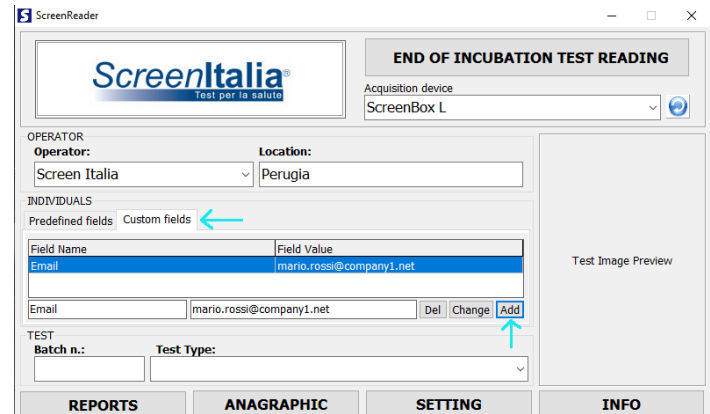 ScreenReader
ScreenItalia®
Test per la salute
END OF INCUBATION TEST READING
Acquisition device
ScreenBox L
OPERATOR
Operator: Location:
Screen Italia Perugia
INDIVIDUALS
Predefined fields Custom fields
Field Name Field Value
Email mario.rossi@company1.net
Email mario.rossi@company1.net Del Change Add
Test Image Preview
TEST
Batch n.: Test Type:
REPORTS ANAGRAPHIC SETTING INFO